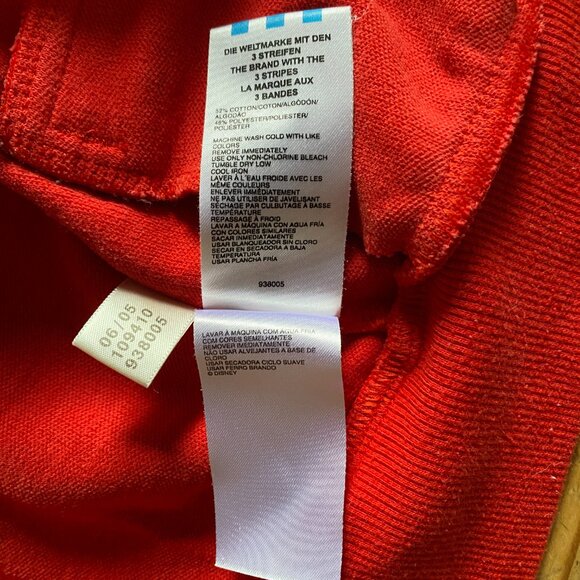 DIE WELTMARKE MIT DEN
3 STREIFEN
THE BRAND WITH THE
3 STRIPES
LA MARQUE AUX
3 BANDES
52% COTTON/COTON/ALGODÓN/
ALGODÃO
48% POLYESTER/POLIESTER/
POLIÉSTER
MACHINE WASH COLD WITH LIKE
COLORS
REMOVE IMMEDIATELY
USE ONLY NON-CHLORINE BLEACH
TUMBLE DRY LOW
COOL IRON
LAVER À L'EAU FROIDE AVEC LES
MÊME COULEURS
ENLEVER IMMÉDIATEMENT
NE PAS UTILISER DE JAVELISANT
SÉCHAGE PAR CULBUTAGE À BASSE
TEMPÉRATURE
REPASSAGE À FROID
LAVAR A MÁQUINA CON AGUA FRIA
CON COLORES SIMILARES
SACAR INMEDIATAMENTE
USAR BLANQUEADOR SIN CLORO
SECAR EN SECADORA A BAJA
TEMPERATURA
USAR PLANCHA FRÍA
938005
06/05
109410
938005
LAVAR À MÁQUINA COM AGUA FRIA
COM CORES SEMELHANTES
REMOVER IMEDIATAMENTE
NÃO USAR ALVEJANTES A BASE DE
CLORO
USAR SECADORA CICLO SUAVE
USAR FERRO BRANDO
© DISNEY